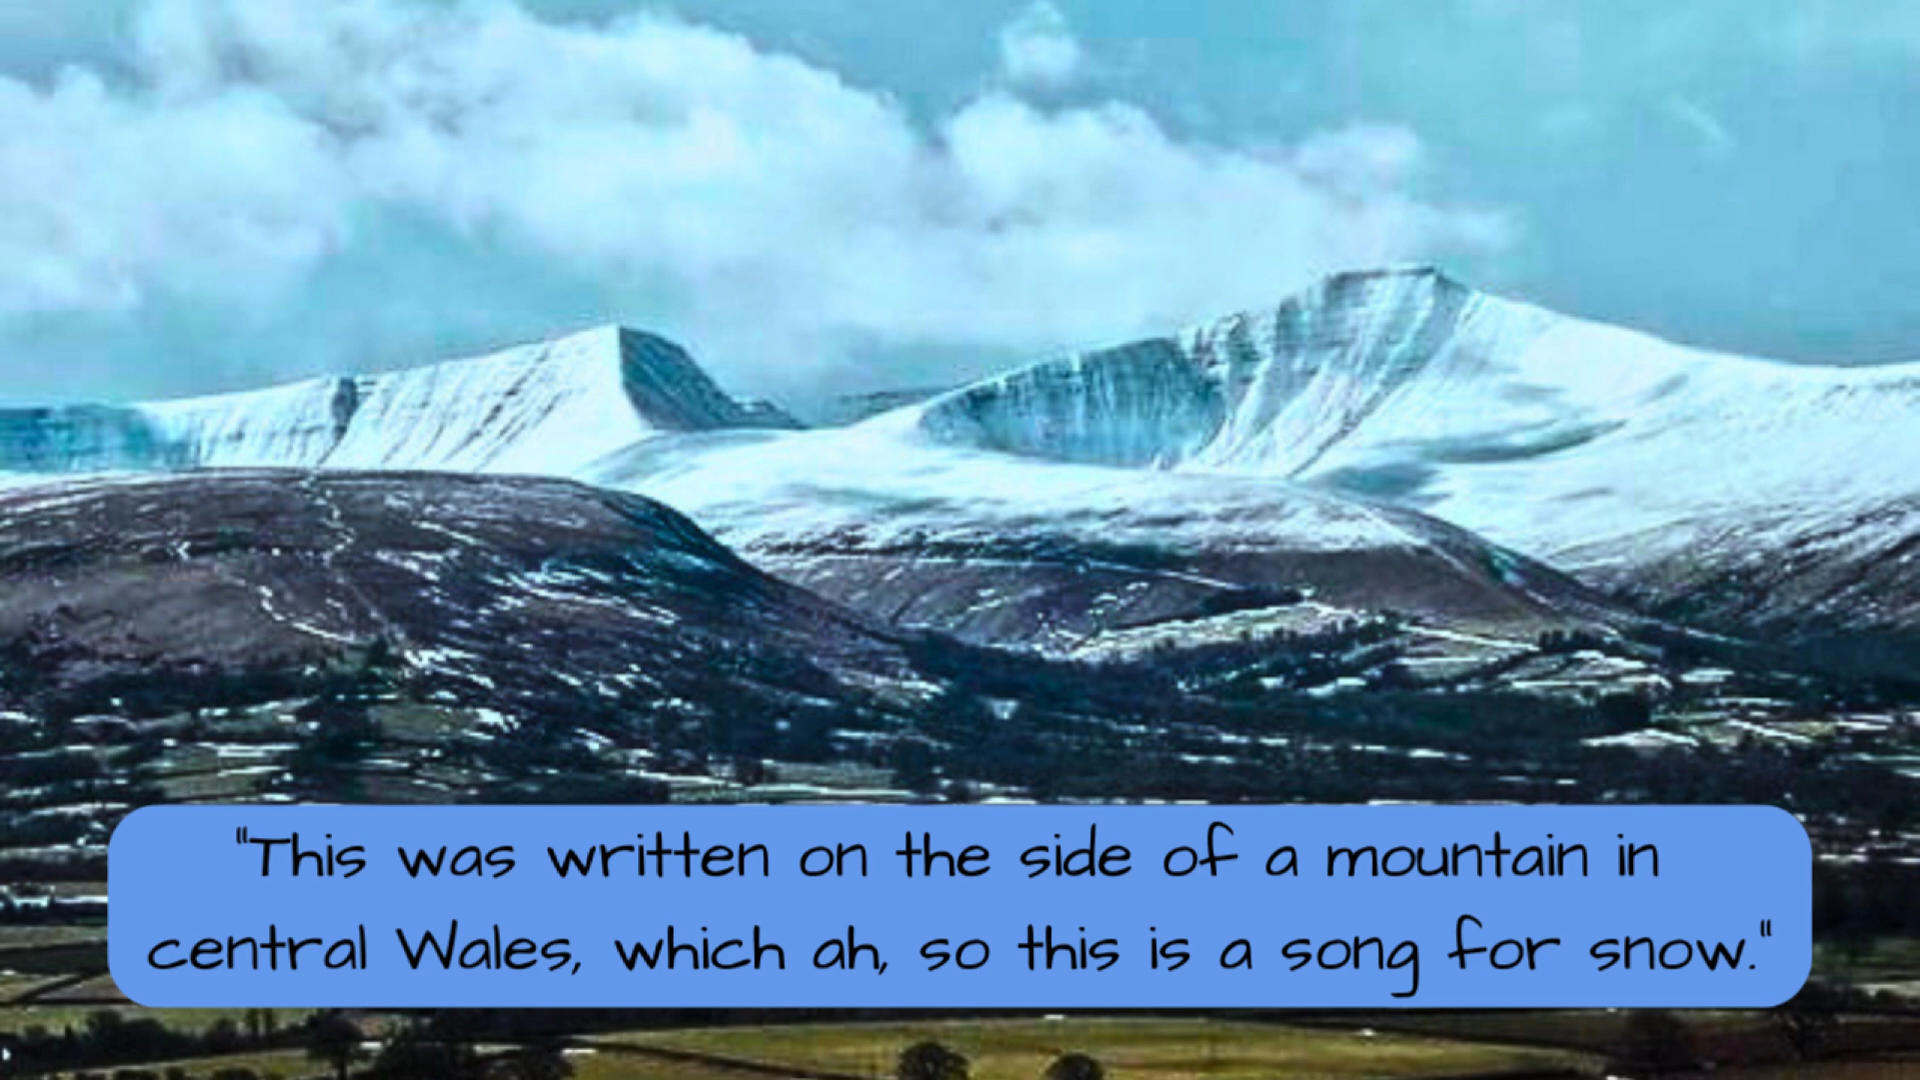 "This was written on the side of a mountain in
central Wales, which ah, so this is a song for snow."